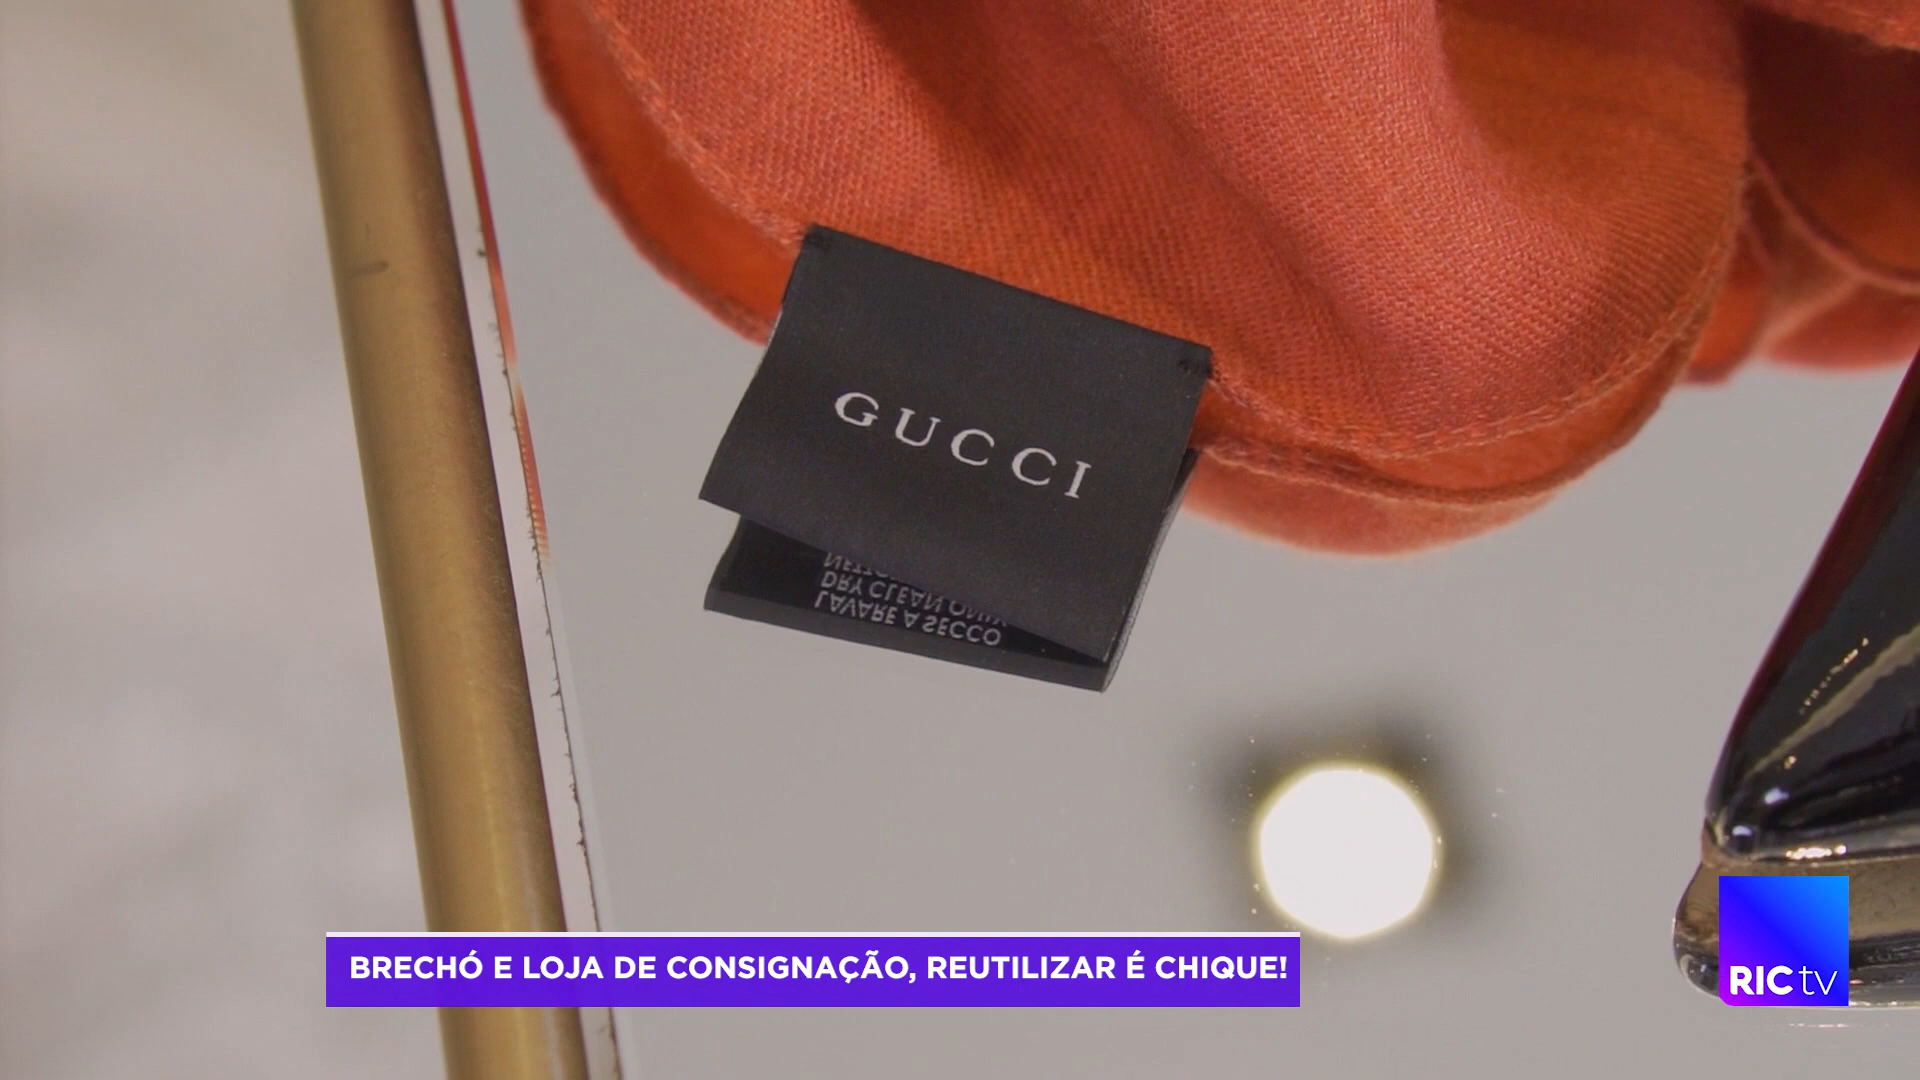 GUCCI
DRY CLEAN ONLY
LAVARE A SECCO
BRECHÓ E LOJA DE CONSIGNAÇÃO, REUTILIZAR É CHIQUE!
RIC tv